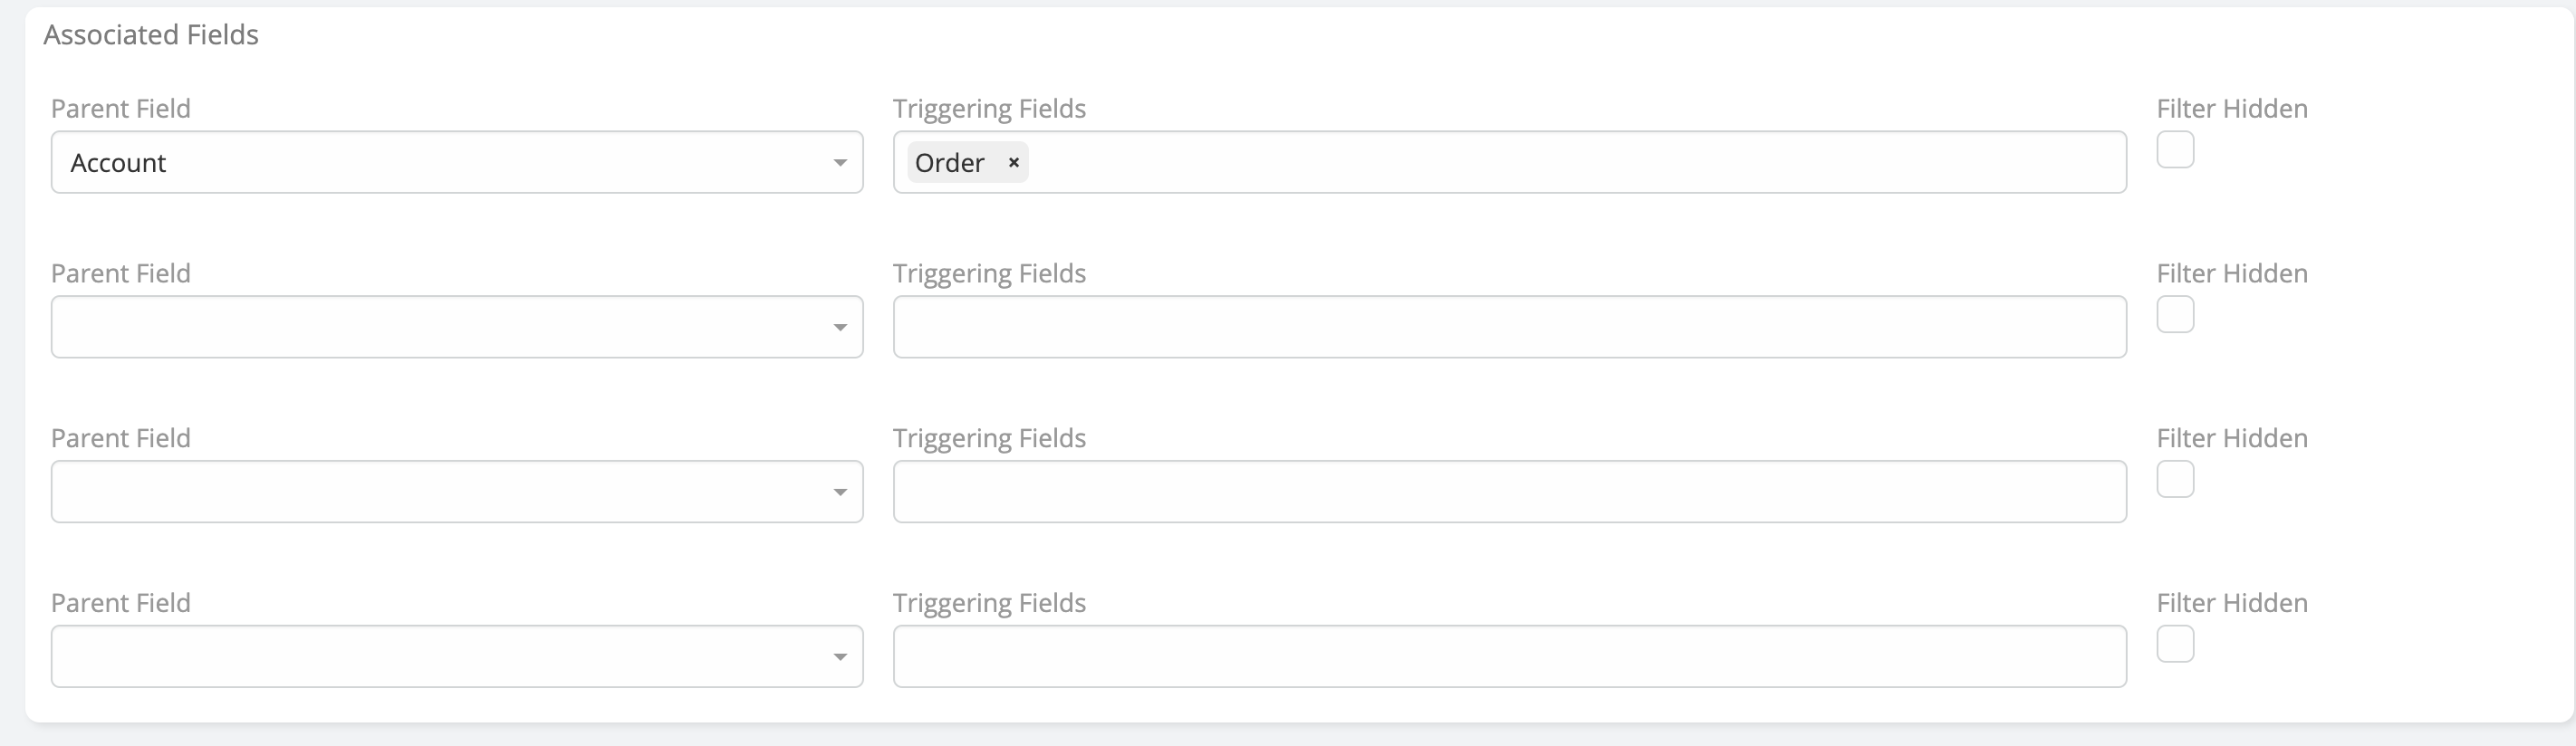 Associated Fields
Parent Field Triggering Fields Filter Hidden
Account Order ×
Parent Field Triggering Fields Filter Hidden
Parent Field Triggering Fields Filter Hidden
Parent Field Triggering Fields Filter Hidden